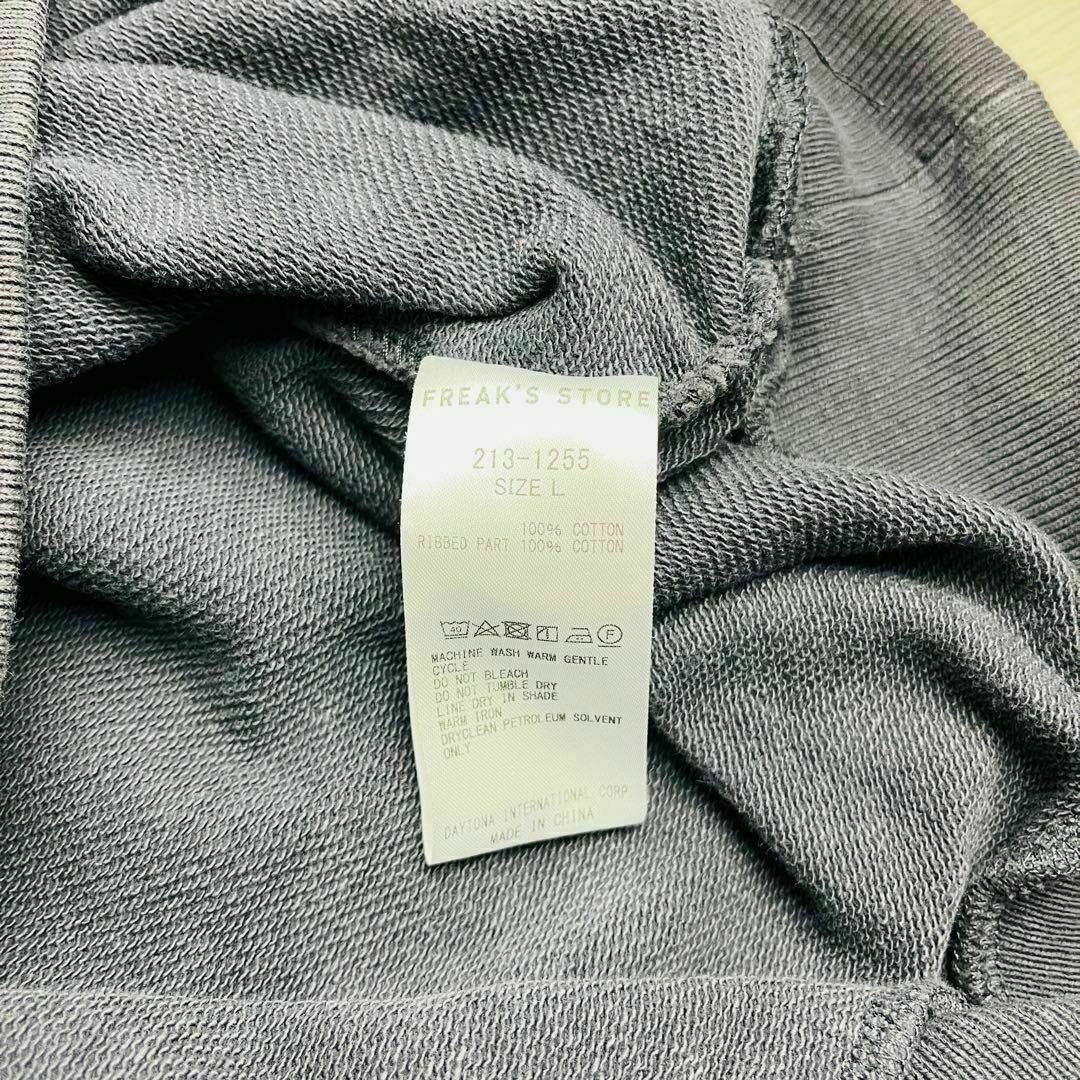 FREAK'S STORE
213-1255
SIZE L
100% COTTON
RIBBED PART 100% COTTON
40 F
MACHINE WASH WARM GENTLE
CYCLE
DO NOT BLEACH
DO NOT TUMBLE DRY
LINE DRY IN SHADE
WARM IRON
DRYCLEAN PETROLEUM SOLVENT
ONLY
DAYTONA INTERNATIONAL CORP
MADE IN CHINA